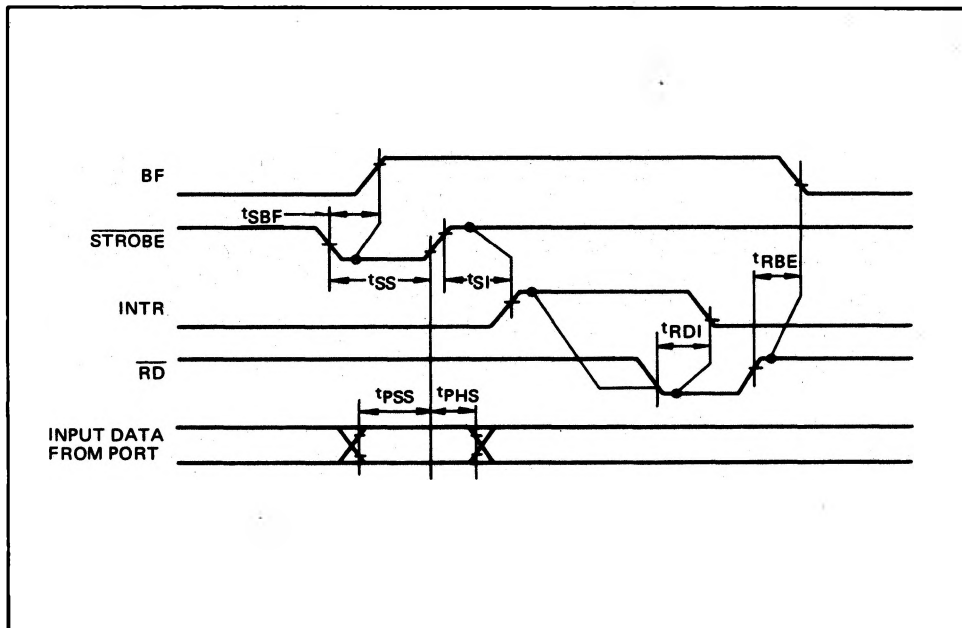 BF
tSBF
STROBE
tSS
tSI
tRBE
INTR
tRDI
RD
tPSS
tPHS
INPUT DATA
FROM PORT